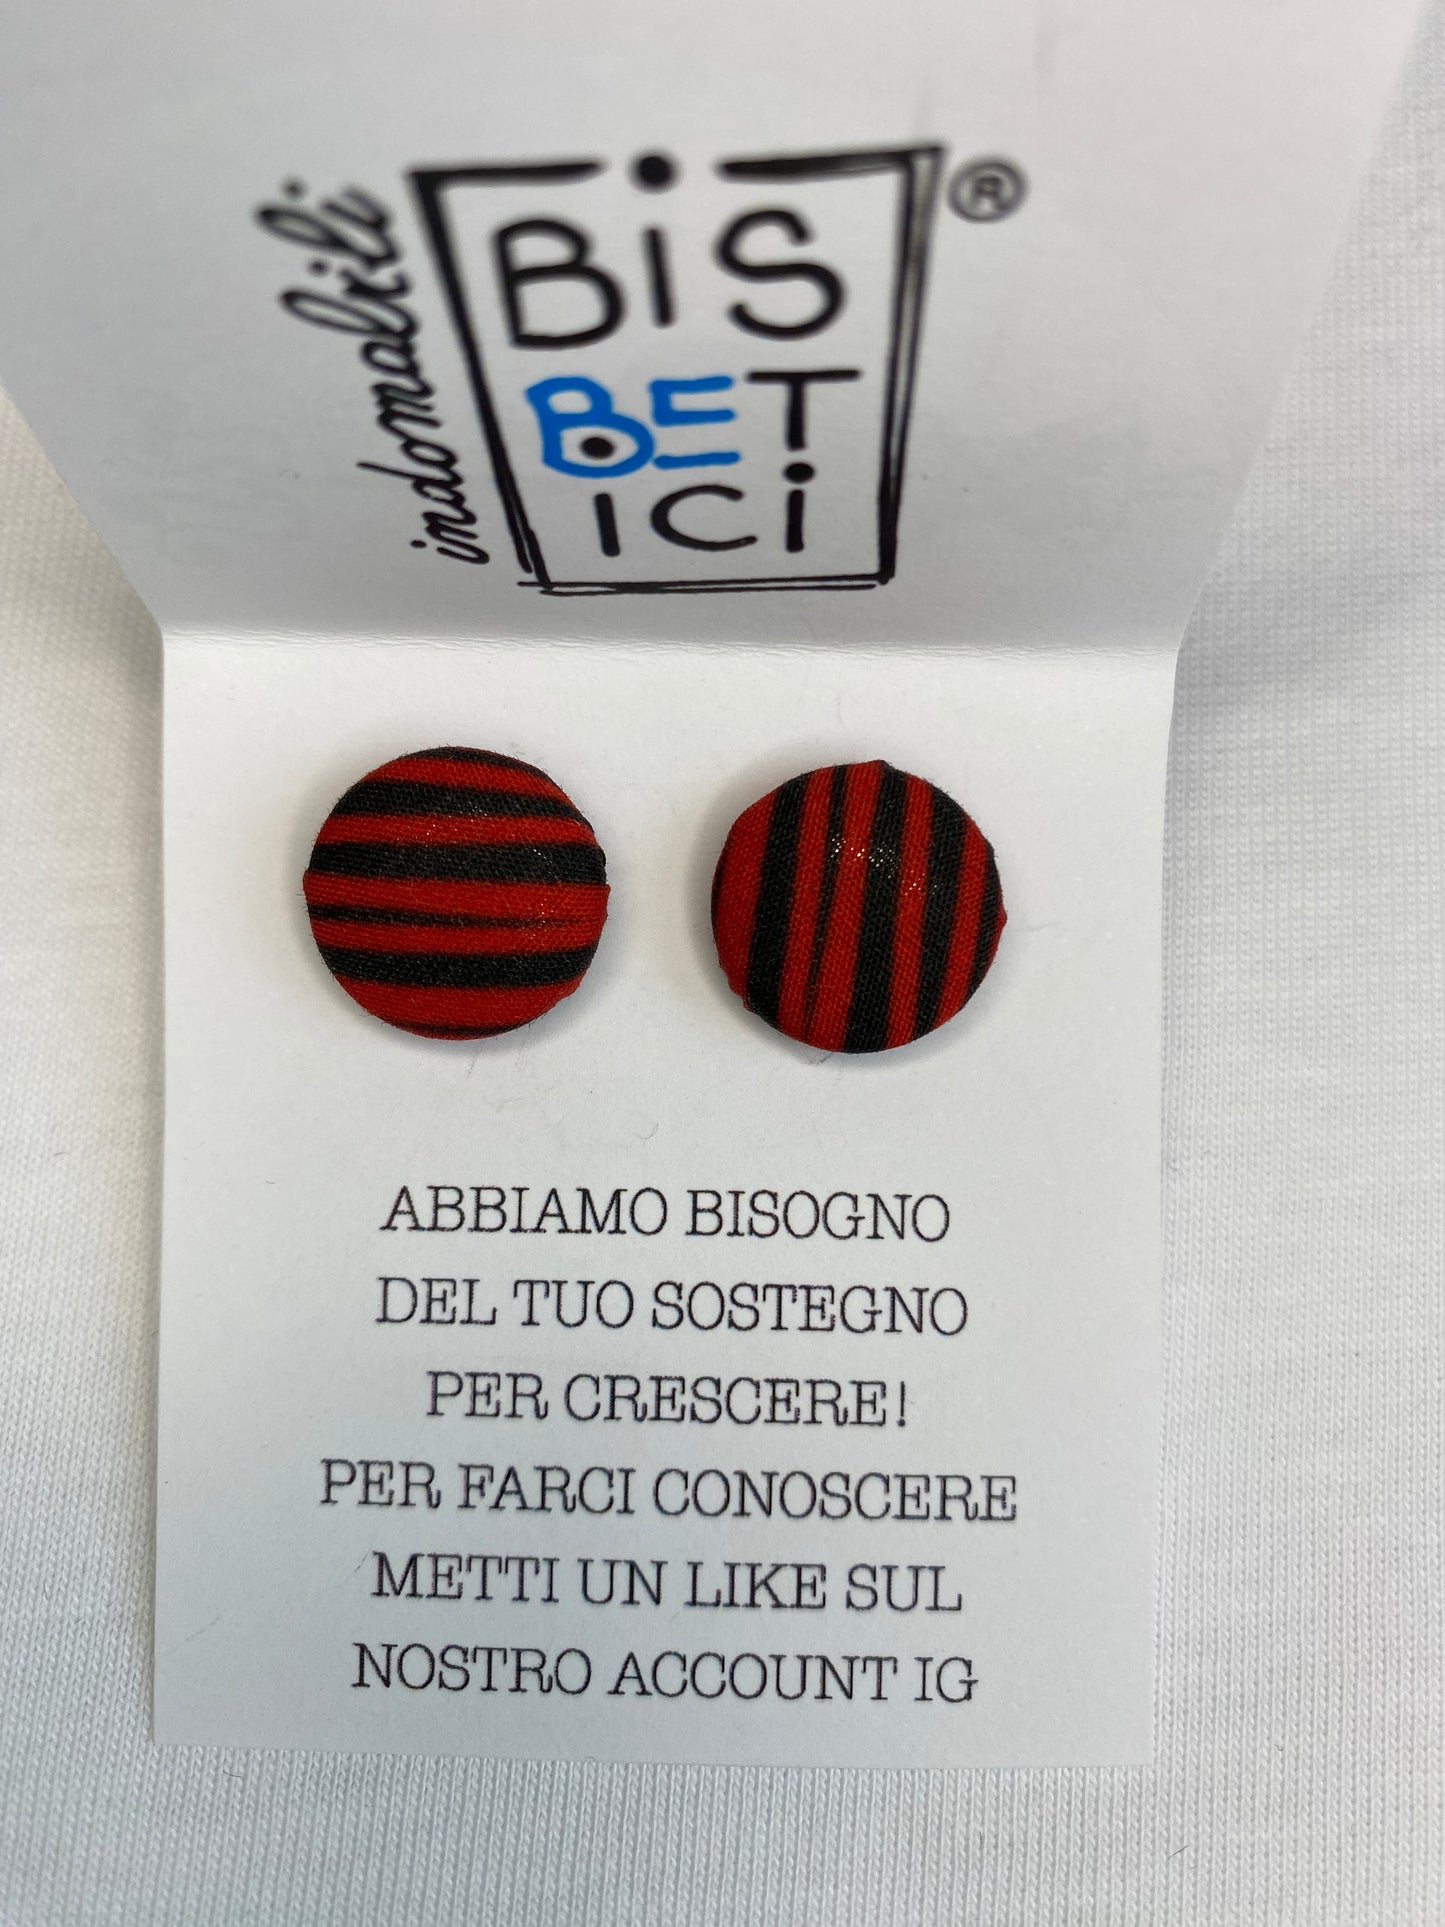 indomabili
BiS
BET
ICi
®
ABBIAMO BISOGNO
DEL TUO SOSTEGNO
PER CRESCERE!
PER FARCI CONOSCERE
METTI UN LIKE SUL
NOSTRO ACCOUNT IG